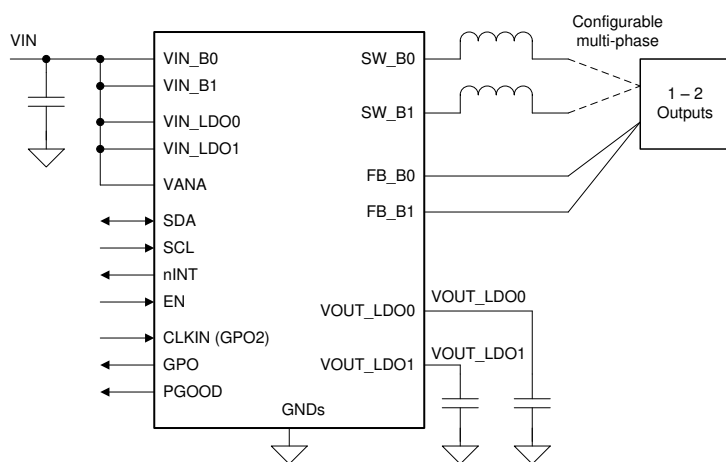 VIN
VIN_B0
VIN_B1
VIN_LDO0
VIN_LDO1
VANA
SDA
SCL
nINT
EN
CLKIN (GPO2)
GPO
PGOOD
GNDs
SW_B0
SW_B1
FB_B0
FB_B1
VOUT_LDO0
VOUT_LDO1
VOUT_LDO0
VOUT_LDO1
Configurable
multi-phase
1 – 2
Outputs